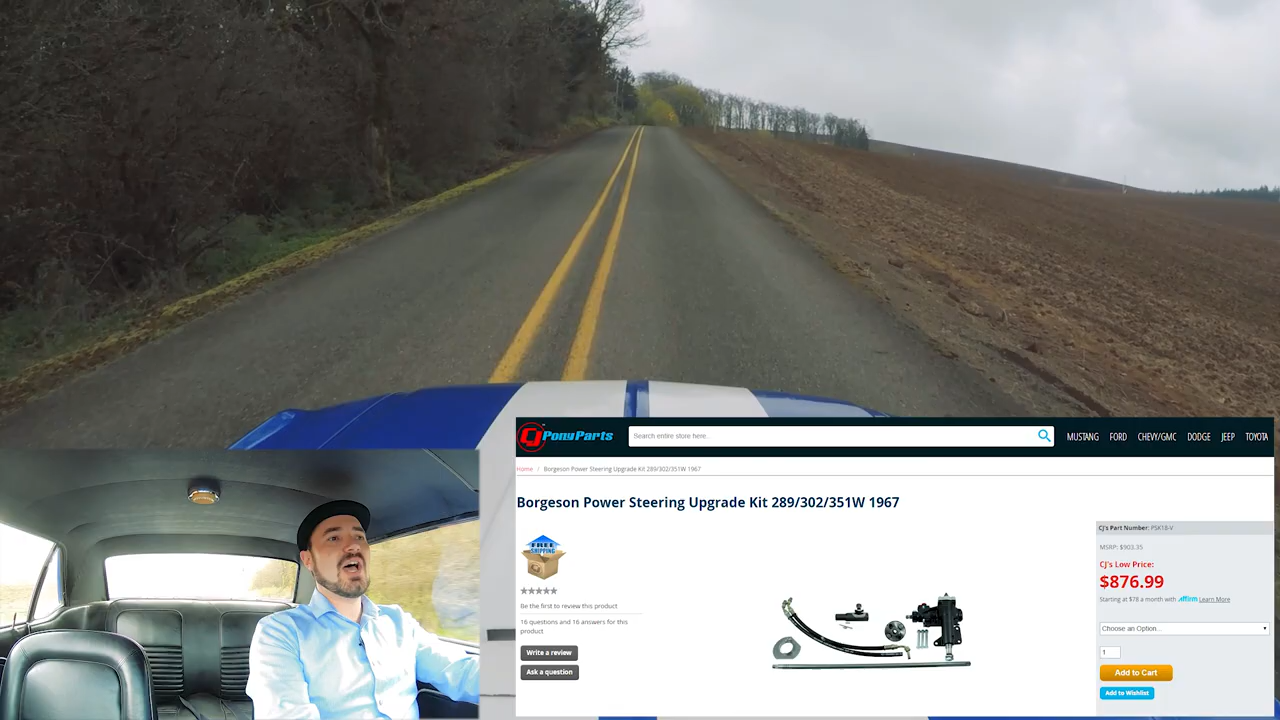 CJ PonyParts
Search entire store here..
MUSTANG FORD CHEVY/GMC DODGE JEEP TOYOTA
Home / Borgeson Power Steering Upgrade Kit 289/302/351W 1967
Borgeson Power Steering Upgrade Kit 289/302/351W 1967
FREE
SHIPPING
Be the first to review this product
16 questions and 16 answers for this
product
Write a review
Ask a question
CJ's Part Number: PSK18-V
MSRP: $903.35
CJ's Low Price:
$876.99
Starting at $78 a month with affirm Learn More
Choose an Option...
1
Add to Cart
Add to Wishlist